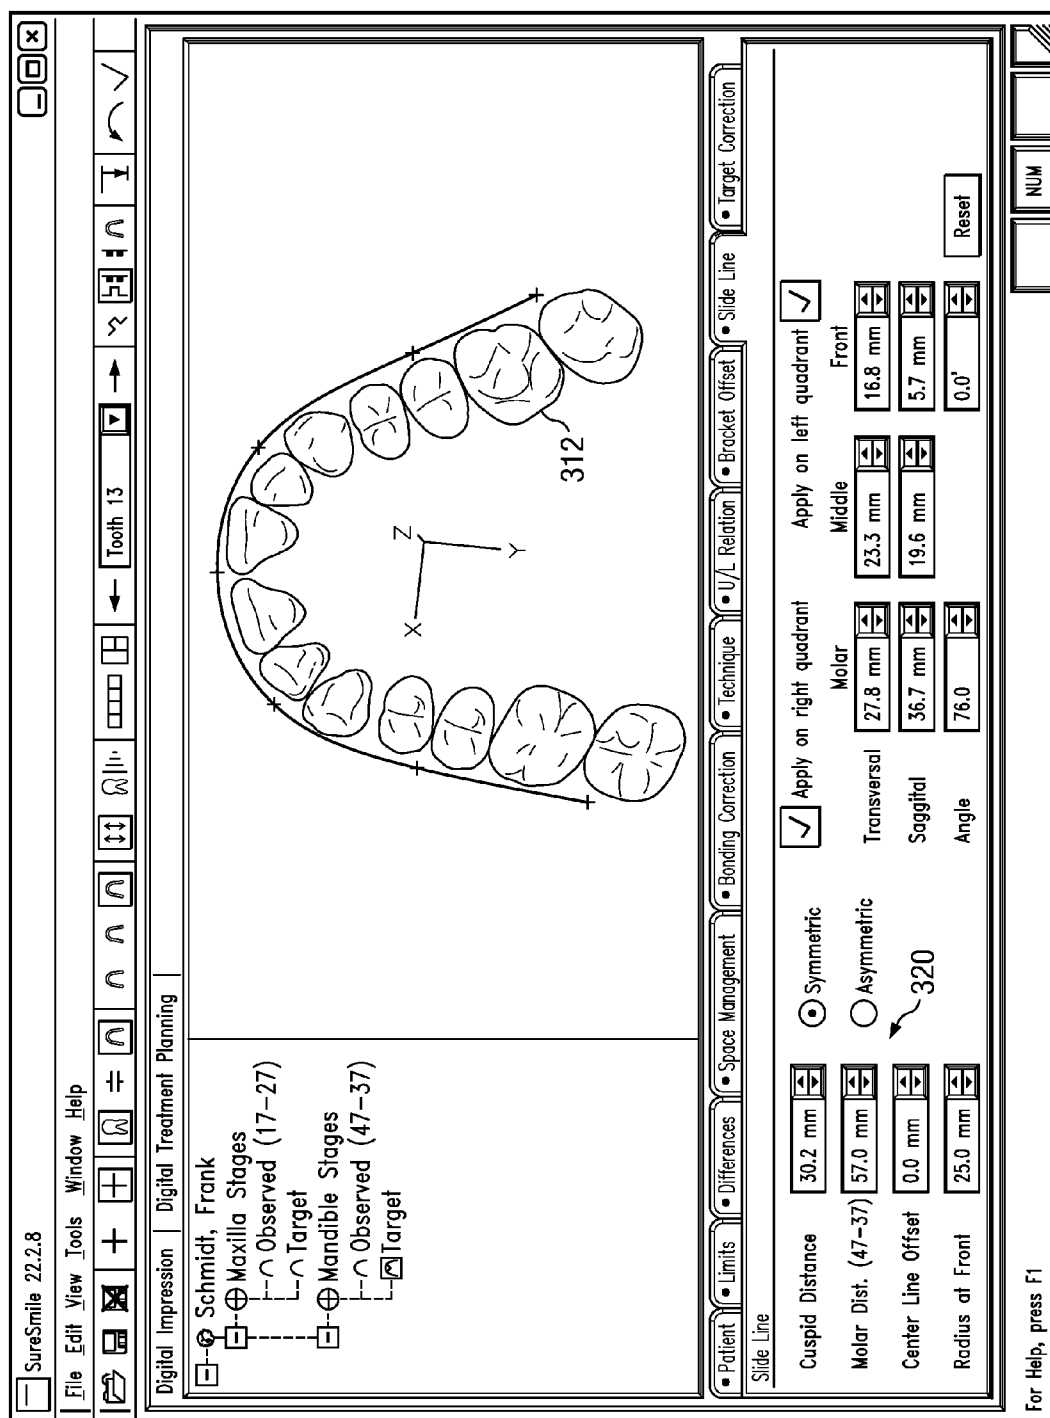 SureSmile 22.2.8
File Edit View Tools Window Help
Tooth 13
Digital Impression | Digital Treatment Planning |
Schmidt, Frank
Maxilla Stages
Observed (17-27)
Target
Mandible Stages
Observed (47-37)
Target
X
Z
Y
312
Patient
Limits
Differences
Space Management
Bonding Correction
Technique
U/L Relation
Bracket Offset
Slide Line
Target Correction
Slide Line
Cuspid Distance 30.2 mm
Molar Dist. (47-37) 57.0 mm
Center Line Offset 0.0 mm
Radius at Front 25.0 mm
Symmetric
Asymmetric
320
Apply on right quadrant Apply on left quadrant
Molar Middle Front
Transversal 27.8 mm 23.3 mm 16.8 mm
Saggital 36.7 mm 19.6 mm 5.7 mm
Angle 76.0 0.0'
Reset
For Help, press F1
NUM